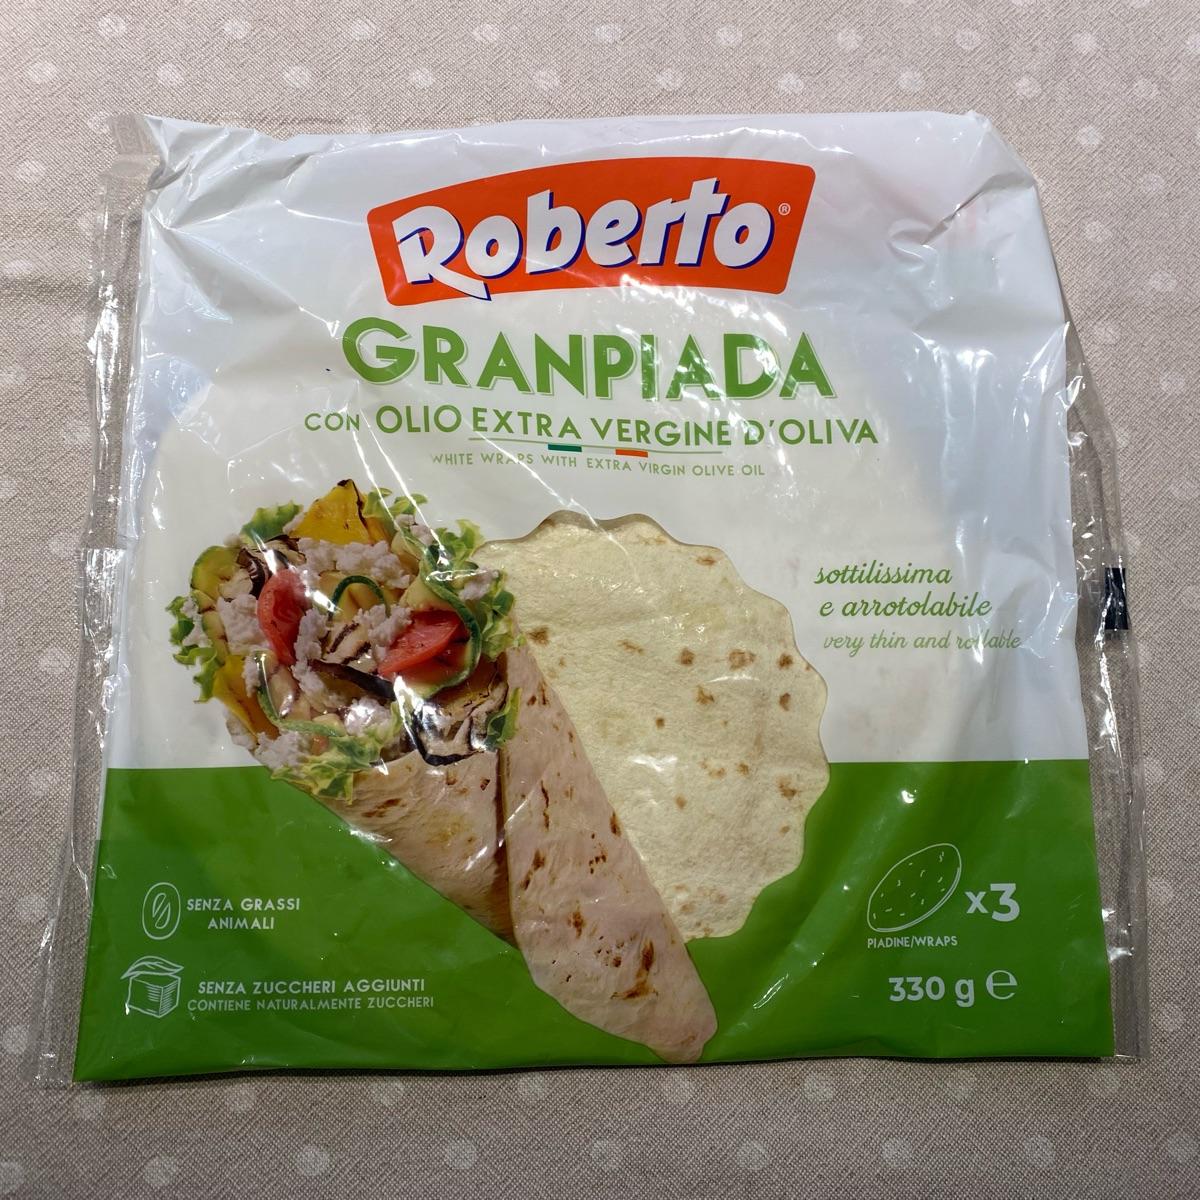 Roberto®
GRANPIADA
CON OLIO EXTRA VERGINE D'OLIVA
WHITE WRAPS WITH EXTRA VIRGIN OLIVE OIL
sottilissima
e arrotolabile
very thin and rollable
SENZA GRASSI
ANIMALI
SENZA ZUCCHERI AGGIUNTI
CONTIENE NATURALMENTE ZUCCHERI
x3
PIADINE/WRAPS
330 g ℮